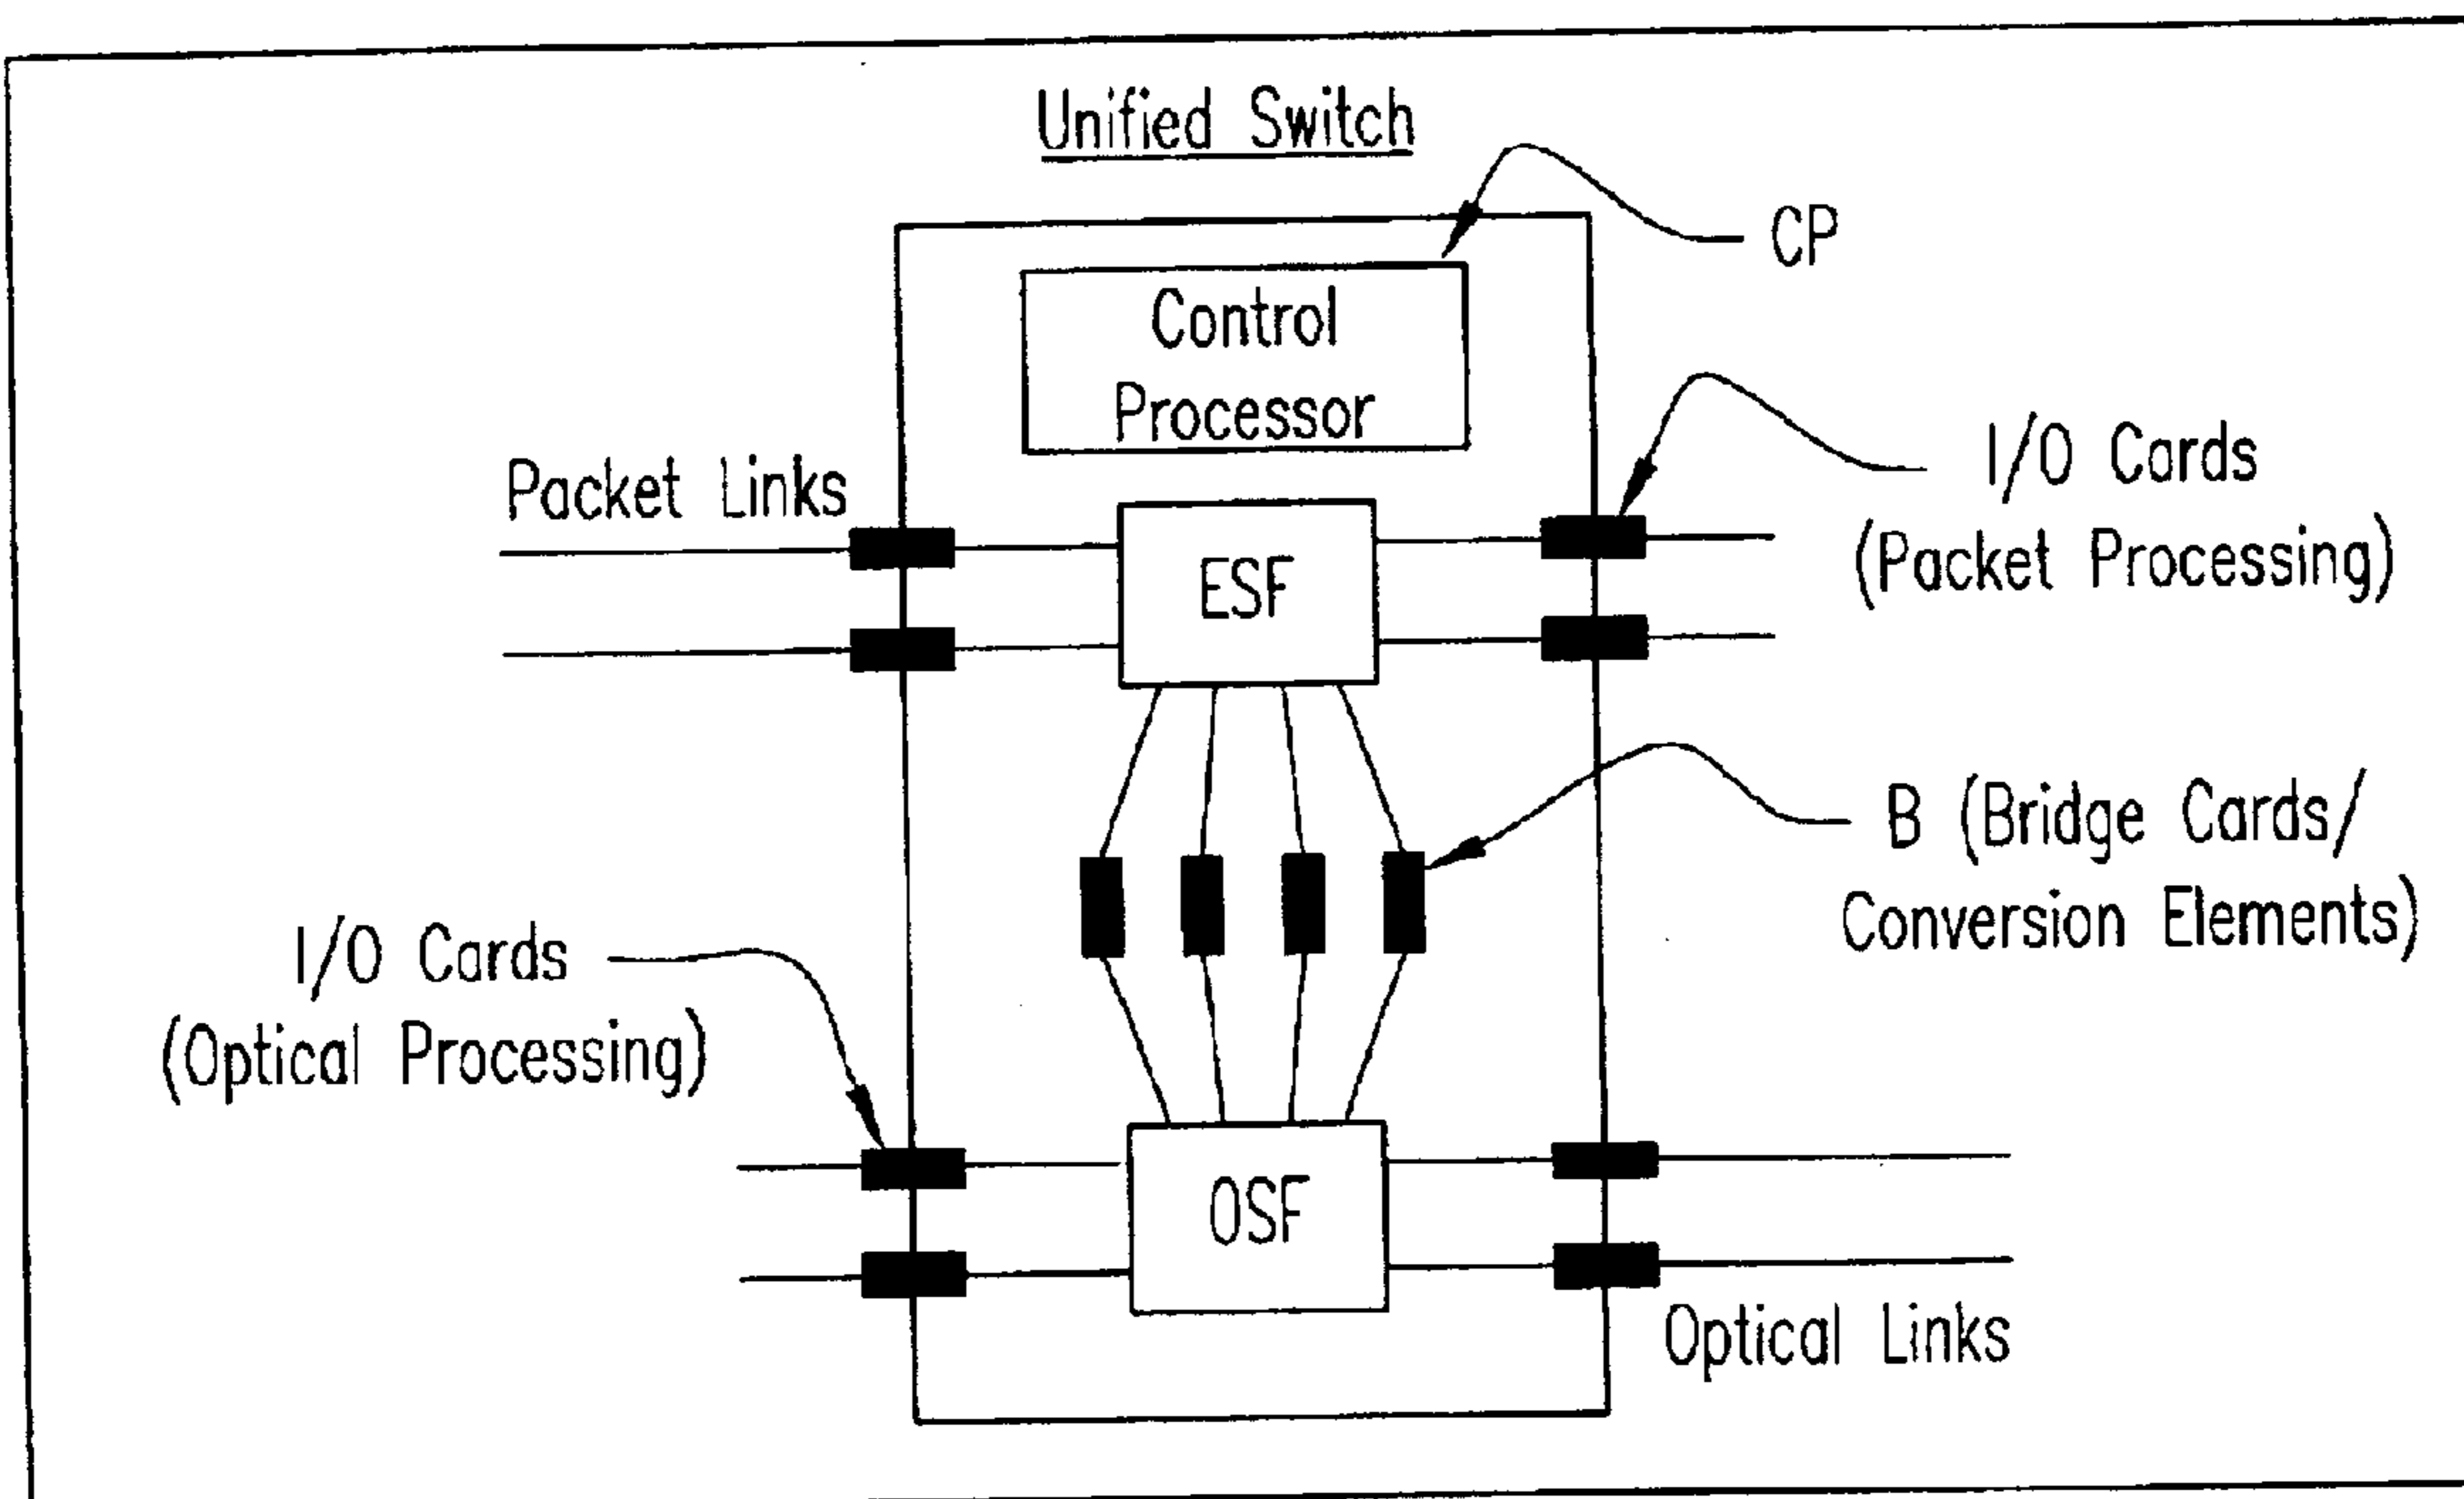 Unified Switch
CP
Control
Processor
I/O Cards
(Packet Processing)
Packet Links
ESF
B (Bridge Cards/
Conversion Elements)
I/O Cards
(Optical Processing)
OSF
Optical Links